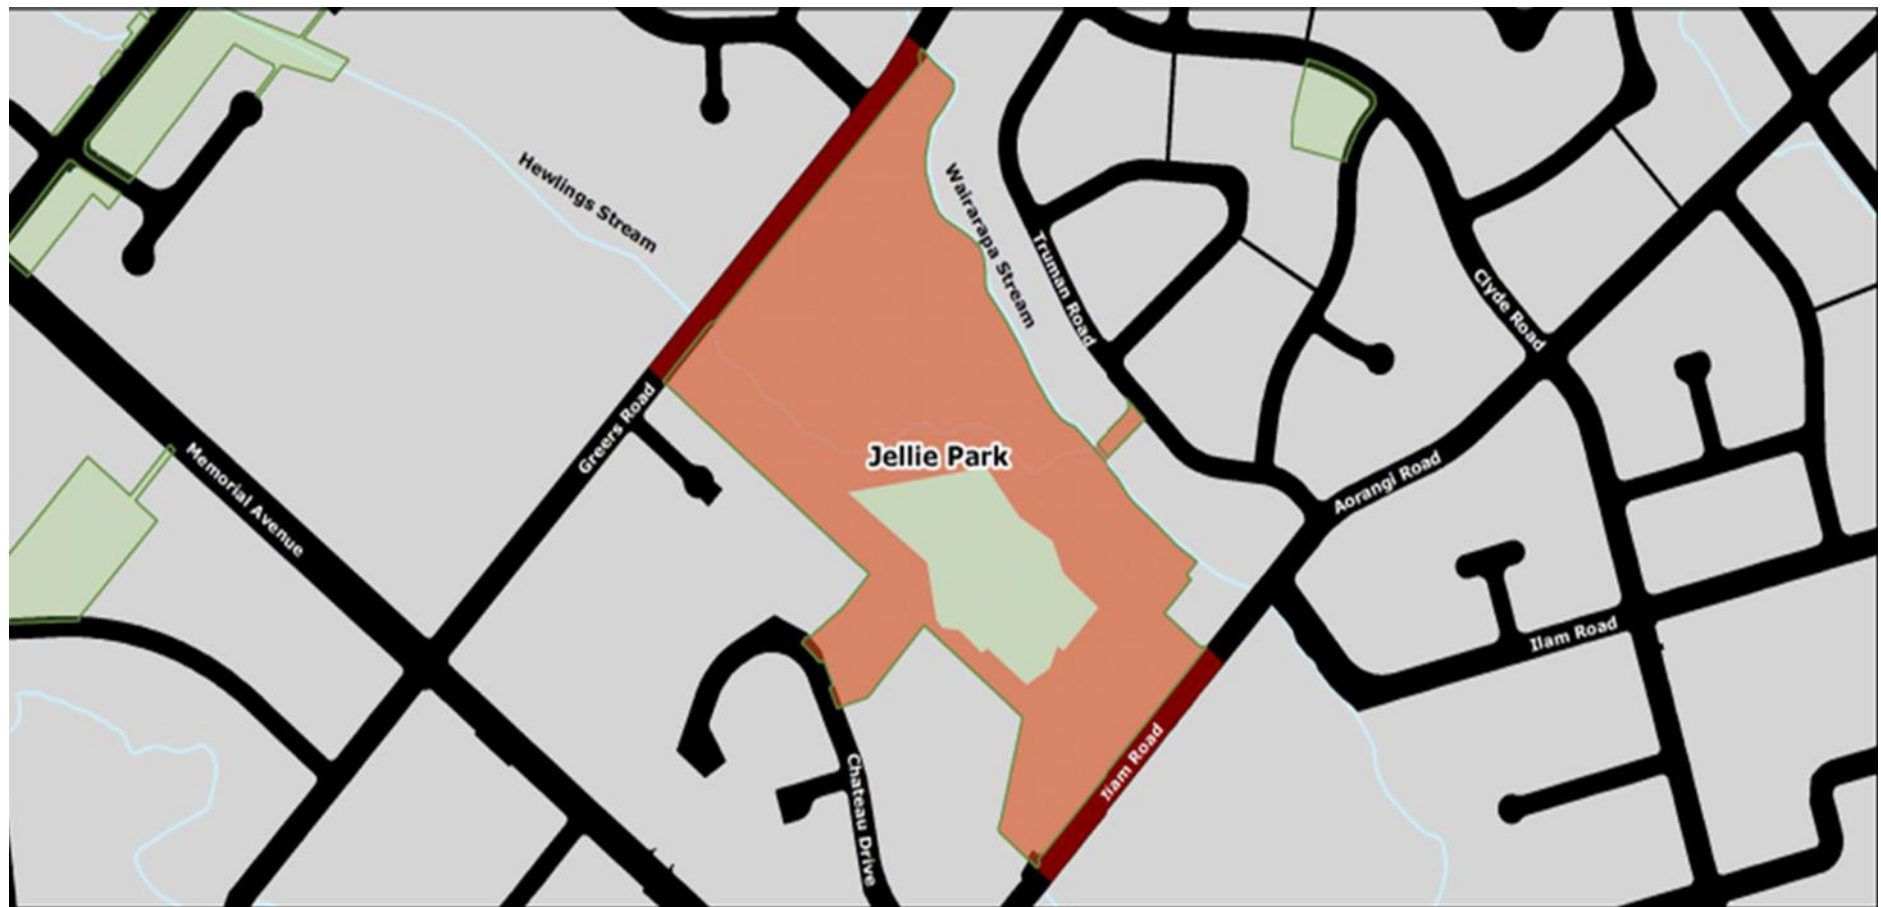 Hewlings Stream
Wairarapa Stream
Truman Road
Clyde Road
Greers Road
Jellie Park
Memorial Avenue
Aorangi Road
Ilam Road
Ilam Road
Chateau Drive